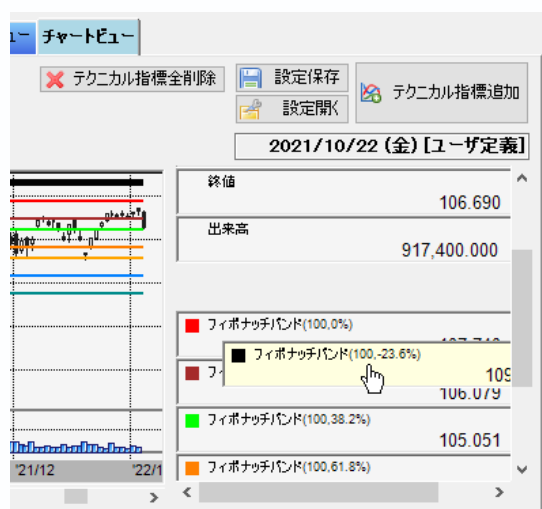 ュー チャートビュー
テクニカル指標全削除
設定保存
設定開く
テクニカル指標追加
2021/10/22 (金) [ユーザ定義]
終値
106.690
出来高
917,400.000
フィボナッチバンド(100,0%)
フィボナッチバンド(100,-23.6%)
109
フィ
106.079
フィボナッチバンド(100,38.2%)
105.051
フィボナッチバンド(100,61.8%)
'21/12 '22/1